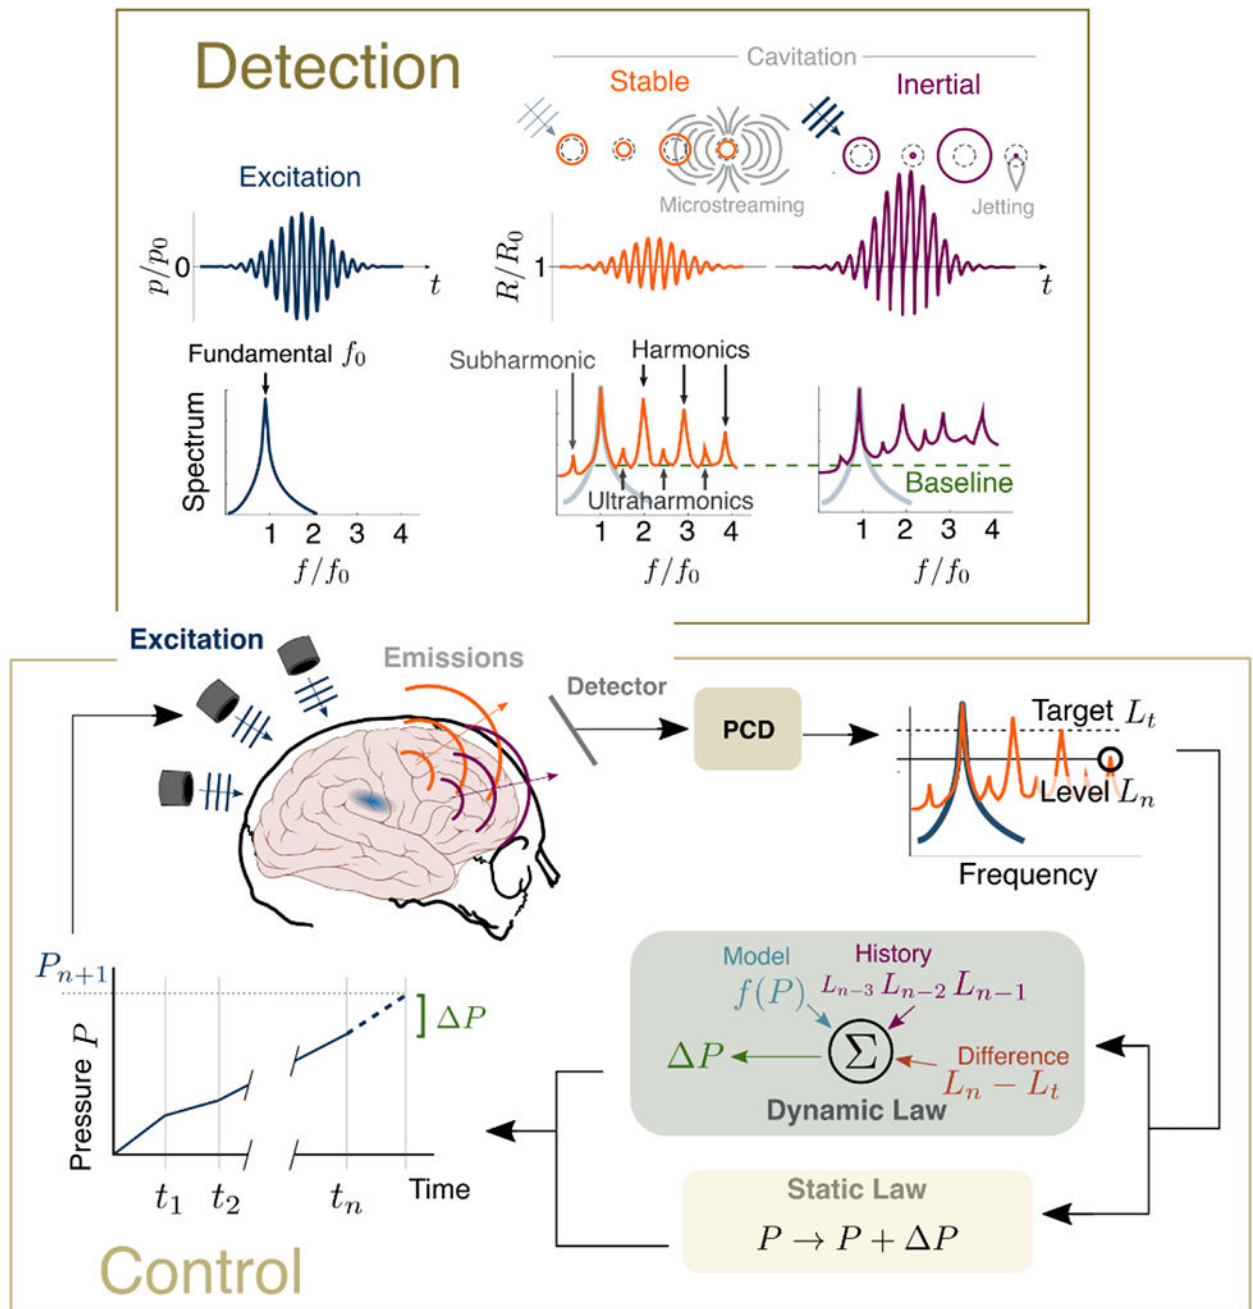 Detection
Cavitation
Stable
Inertial
Excitation
Microstreaming
Jetting
p/p₀
0
t
R/R₀
1
t
Fundamental f₀
Subharmonic
Harmonics
Spectrum
Ultraharmonics
Baseline
1 2 3 4
f/f₀
1 2 3 4
f/f₀
1 2 3 4
f/f₀
Excitation
Emissions
Detector
PCD
Target Lₜ
Level Lₙ
Frequency
Pₙ₊₁
ΔP
Pressure P
t₁ t₂ tₙ Time
Model
f(P)
History
Lₙ₋₃ Lₙ₋₂ Lₙ₋₁
ΔP
Σ
Difference
Lₙ − Lₜ
Dynamic Law
Static Law
P → P + ΔP
Control